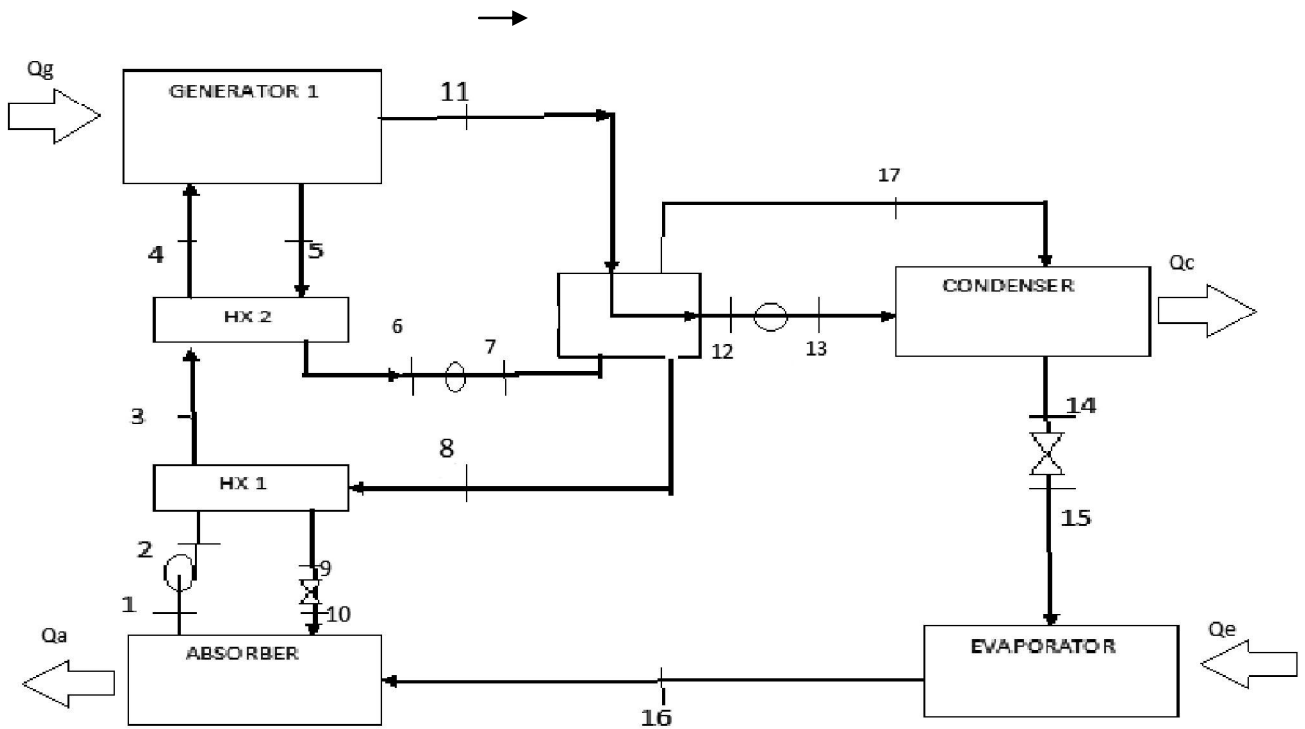 Qg
GENERATOR 1
11
17
4
5
Qc
CONDENSER
HX 2
6
7
12
13
3
14
8
HX 1
15
2
9
1
10
Qa
ABSORBER
EVAPORATOR
Qe
16